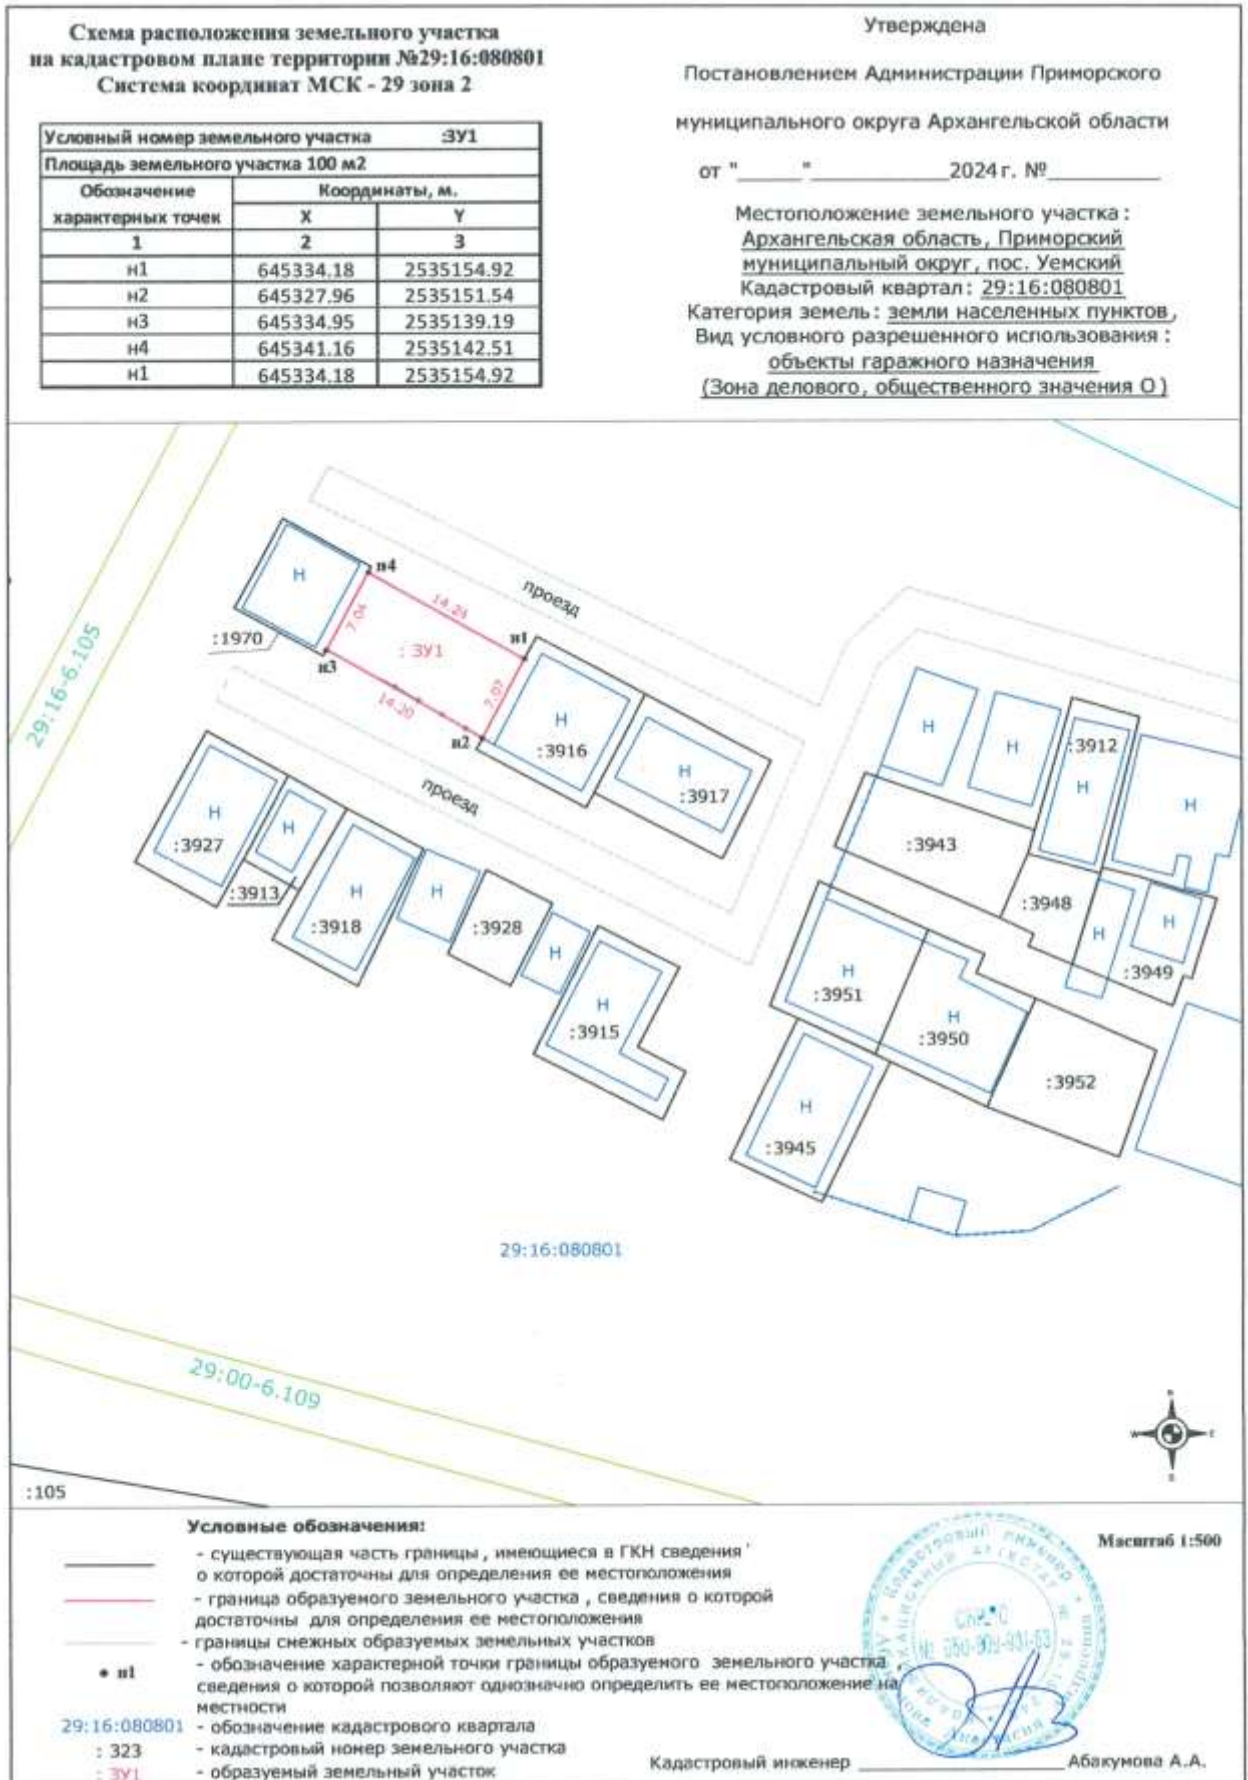 Схема расположения земельного участка
на кадастровом плане территории №29:16:080801
Система координат МСК - 29 зона 2
Условный номер земельного участка :ЗУ1
Площадь земельного участка 100 м2
Обозначение характерных точек Координаты, м.
X Y
1 2 3
н1 645334.18 2535154.92
н2 645327.96 2535151.54
н3 645334.95 2535139.19
н4 645341.16 2535142.51
н1 645334.18 2535154.92
Утверждена
Постановлением Администрации Приморского
муниципального округа Архангельской области
от "______"____________2024 г. №__________
Местоположение земельного участка :
Архангельская область, Приморский
муниципальный округ, пос. Уемский
Кадастровый квартал: 29:16:080801
Категория земель: земли населенных пунктов,
Вид условного разрешенного использования :
объекты гаражного назначения
(Зона делового, общественного значения О)
29:16-6.105
Н
:1970
н4
14.24
7.04
: ЗУ1
н3
14.20
н1
7.07
н2
проезд
Н
:3916
Н
:3917
проезд
Н
:3927
Н
:3913
Н
:3918
Н
:3928
Н
Н
:3915
Н
Н
:3912
Н
Н
:3943
:3948
Н
Н
:3949
Н
:3951
Н
:3950
:3952
Н
:3945
29:16:080801
29:00-6.109
:105
N
W E
S
Условные обозначения:
Масштаб 1:500
- существующая часть границы , имеющиеся в ГКН сведения
о которой достаточны для определения ее местоположения
- граница образуемого земельного участка , сведения о которой
достаточны для определения ее местоположения
- границы смежных образуемых земельных участков
• н1 - обозначение характерной точки границы образуемого земельного участка
сведения о которой позволяют однозначно определить ее местоположение на
местности
29:16:080801 - обозначение кадастрового квартала
: 323 - кадастровый номер земельного участка
: ЗУ1 - образуемый земельный участок
Кадастровый инженер ____________ Абакумова А.А.